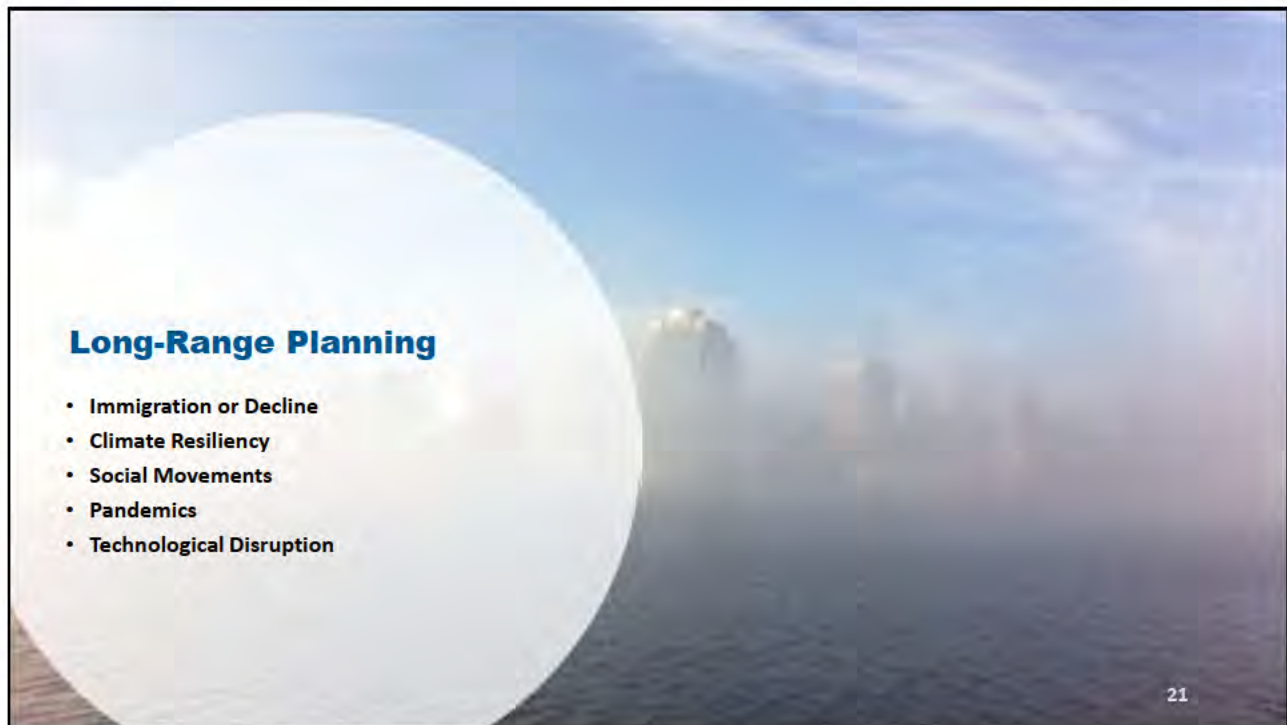 Long-Range Planning
• Immigration or Decline
• Climate Resiliency
• Social Movements
• Pandemics
• Technological Disruption
21